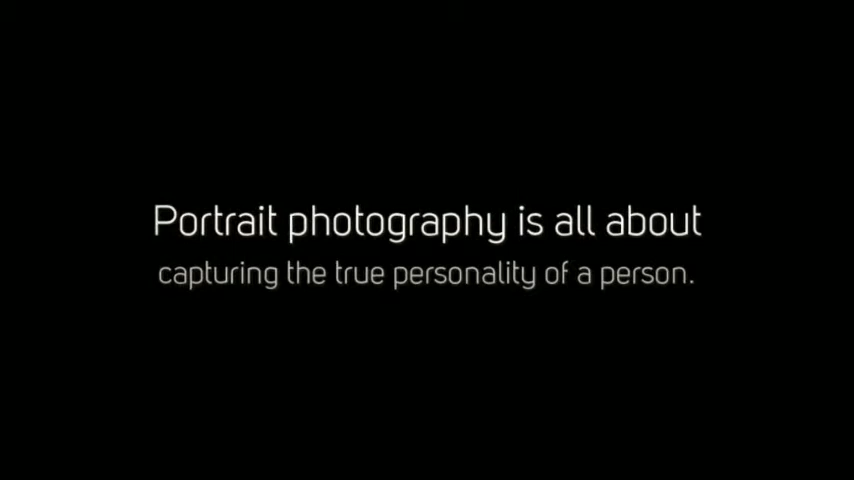 Portrait photography is all about
capturing the true personality of a person.